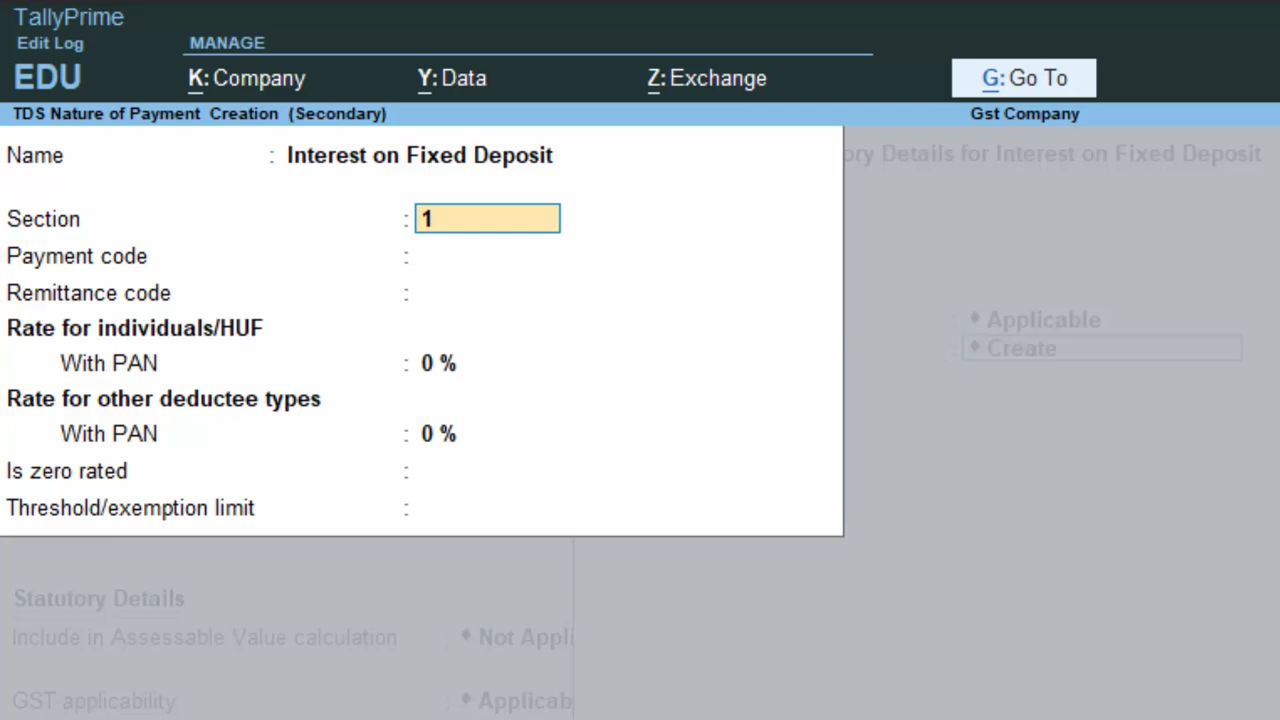 TallyPrime
Edit Log
EDU
MANAGE
K: Company Y: Data Z: Exchange G: Go To
TDS Nature of Payment Creation (Secondary) Gst Company
Name : Interest on Fixed Deposit
ory Details for Interest on Fixed Deposit
Section : 1
Payment code :
Remittance code :
Rate for individuals/HUF : ♦ Applicable
: ♦ Create
With PAN : 0 %
Rate for other deductee types
With PAN : 0 %
Is zero rated :
Threshold/exemption limit :
Statutory Details
Include in Assessable Value calculation : ♦ Not Appli
GST applicability : ♦ Applicab